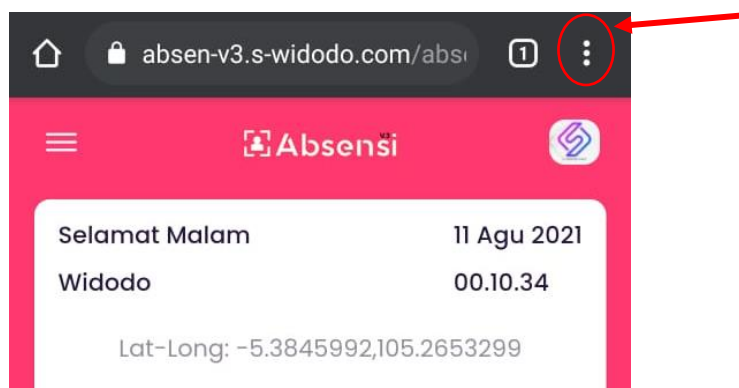 absen-v3.s-widodo.com/abs
1
Absensi
V3
Selamat Malam
11 Agu 2021
Widodo
00.10.34
Lat-Long: -5.3845992,105.2653299